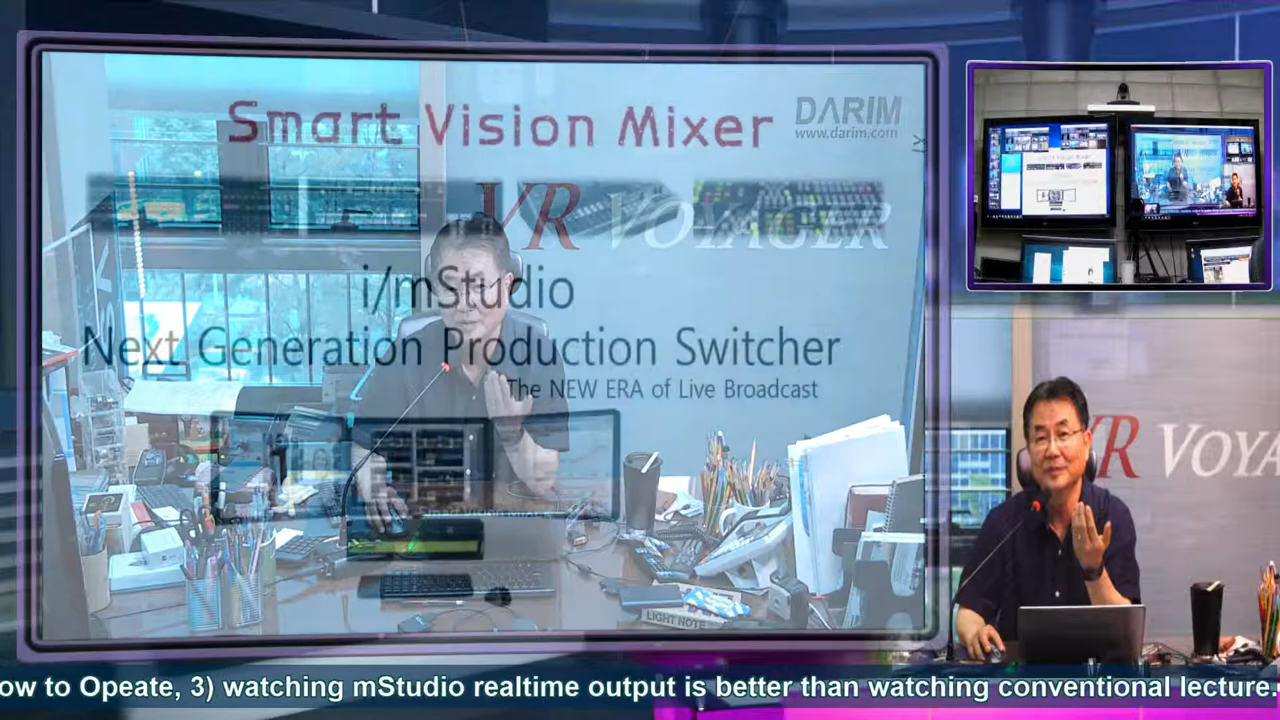 Smart Vision Mixer
DARIM
www.darim.com
VR VOYAGER
i/mStudio
Next Generation Production Switcher
The NEW ERA of Live Broadcast
LIGHT NOTE
VR VOYA
ow to Opeate, 3) watching mStudio realtime output is better than watching conventional lecture.